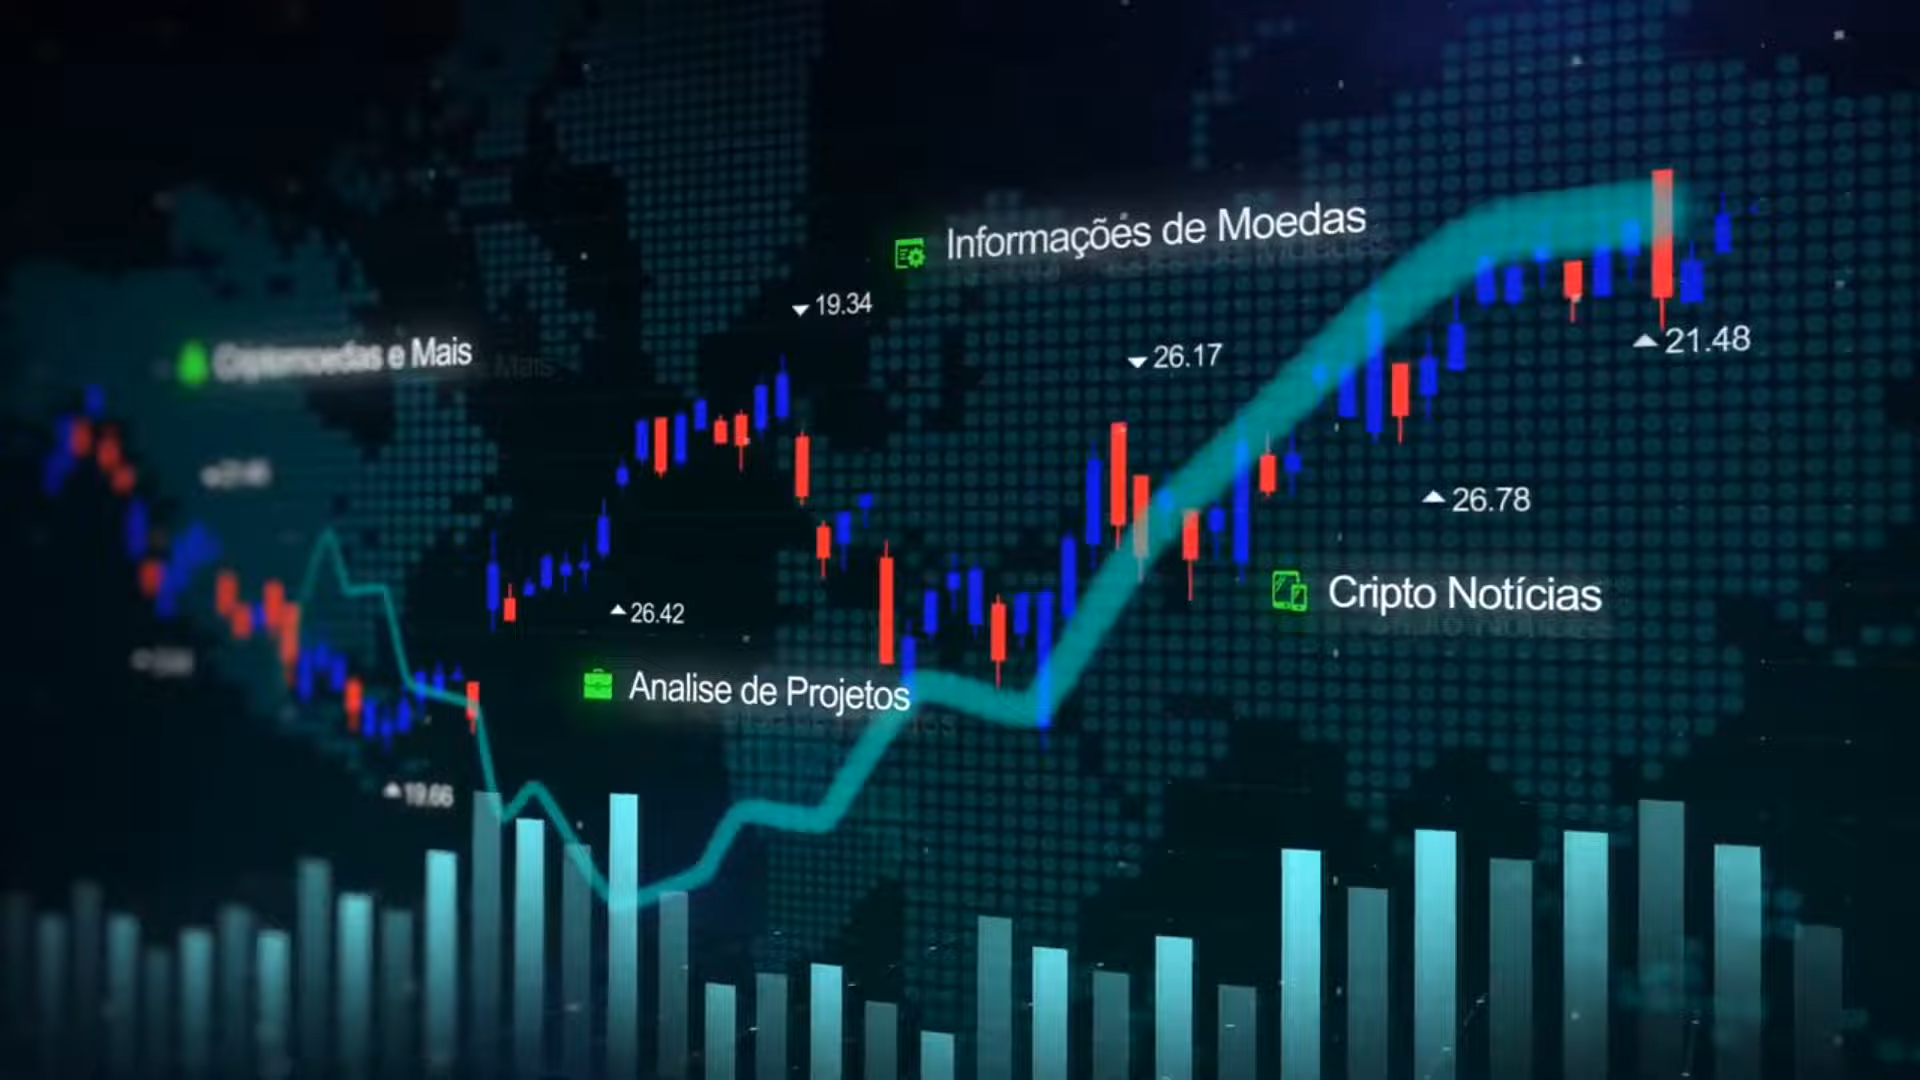 Informações de Moedas
19.34
Criptomoedas e Mais
26.17
21.48
26.78
26.42
Cripto Notícias
Analise de Projetos
19.66